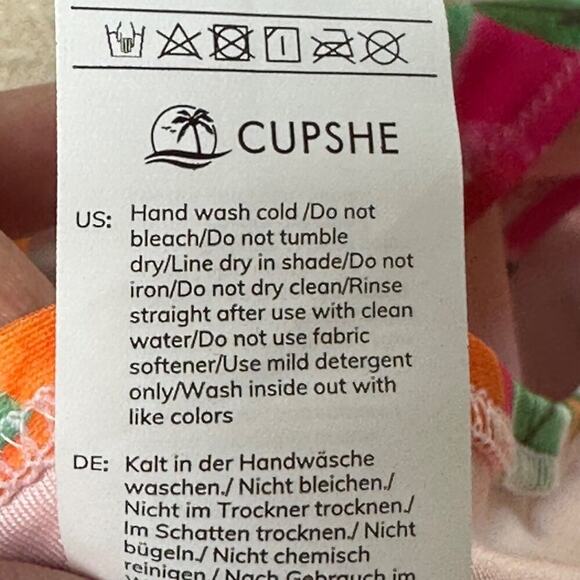 CUPSHE
US: Hand wash cold /Do not
bleach/Do not tumble
dry/Line dry in shade/Do not
iron/Do not dry clean/Rinse
straight after use with clean
water/Do not use fabric
softener/Use mild detergent
only/Wash inside out with
like colors
DE: Kalt in der Handwäsche
waschen./ Nicht bleichen./
Nicht im Trockner trocknen./
Im Schatten trocknen./ Nicht
bügeln./ Nicht chemisch
reinigen./ Nach Gebrauch im